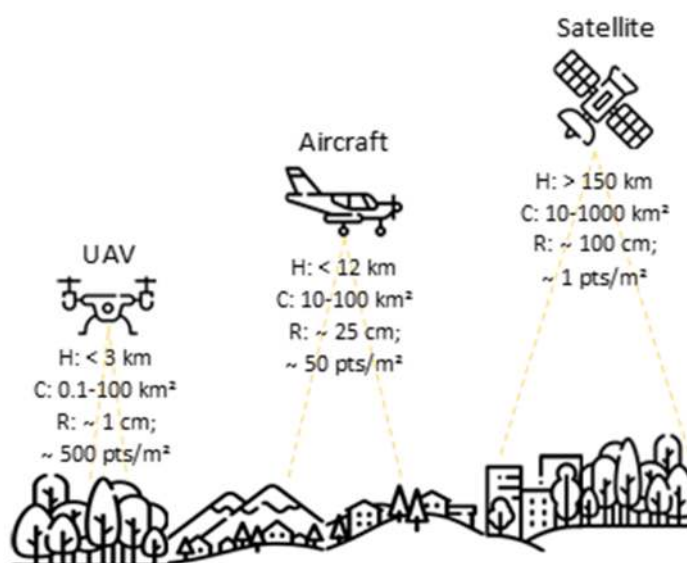 Satellite
H: > 150 km
C: 10-1000 km²
R: ~ 100 cm;
~ 1 pts/m²
Aircraft
H: < 12 km
C: 10-100 km²
R: ~ 25 cm;
~ 50 pts/m²
UAV
H: < 3 km
C: 0.1-100 km²
R: ~ 1 cm;
~ 500 pts/m²